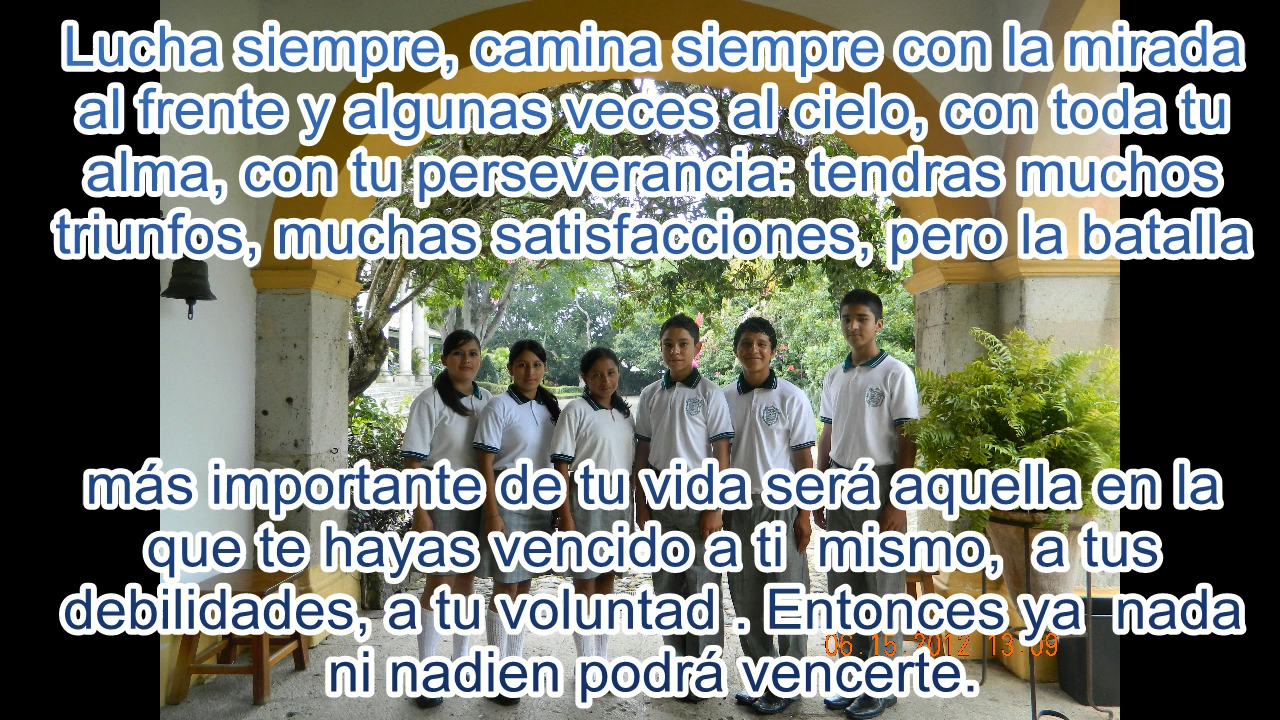 Lucha siempre, camina siempre con la mirada
al frente y algunas veces al cielo, con toda tu
alma, con tu perseverancia: tendras muchos
triunfos, muchas satisfacciones, pero la batalla
más importante de tu vida será aquella en la
que te hayas vencido a ti  mismo,  a tus
debilidades, a tu voluntad . Entonces ya  nada
06.15.2012 13:09
ni nadien podrá vencerte.